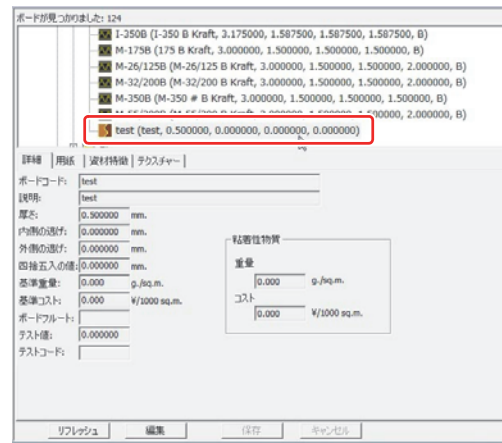 ボードが見つかりました: 124
I-350B (I-350 B Kraft, 3.175000, 1.587500, 1.587500, 1.587500, B)
M-175B (175 B Kraft, 3.000000, 1.500000, 1.500000, 1.500000, B)
M-26/125B (M-26/125 B Kraft, 3.000000, 1.500000, 1.500000, 2.000000, B)
M-32/200B (M-32/200 B Kraft, 3.000000, 1.500000, 1.500000, 2.000000, B)
M-350B (M-350 # B Kraft, 3.000000, 1.500000, 1.500000, 1.500000, B)
test (test, 0.500000, 0.000000, 0.000000, 0.000000)
詳細 用紙 資材特徴 テクスチャー
ボードコード: test
説明: test
厚さ: 0.500000 mm.
内側の逃げ: 0.000000 mm.
外側の逃げ: 0.000000 mm.
四捨五入の値: 0.000000 mm.
基準重量: 0.000 g./sq.m.
基準コスト: 0.000 ¥/1000 sq.m.
ボードフルート:
テスト値: 0.000000
テストコード:
粘着性物質
重量
0.000 g./sq.m.
コスト
0.000 ¥/1000 sq.m.
リフレッシュ 編集 保存 キャンセル